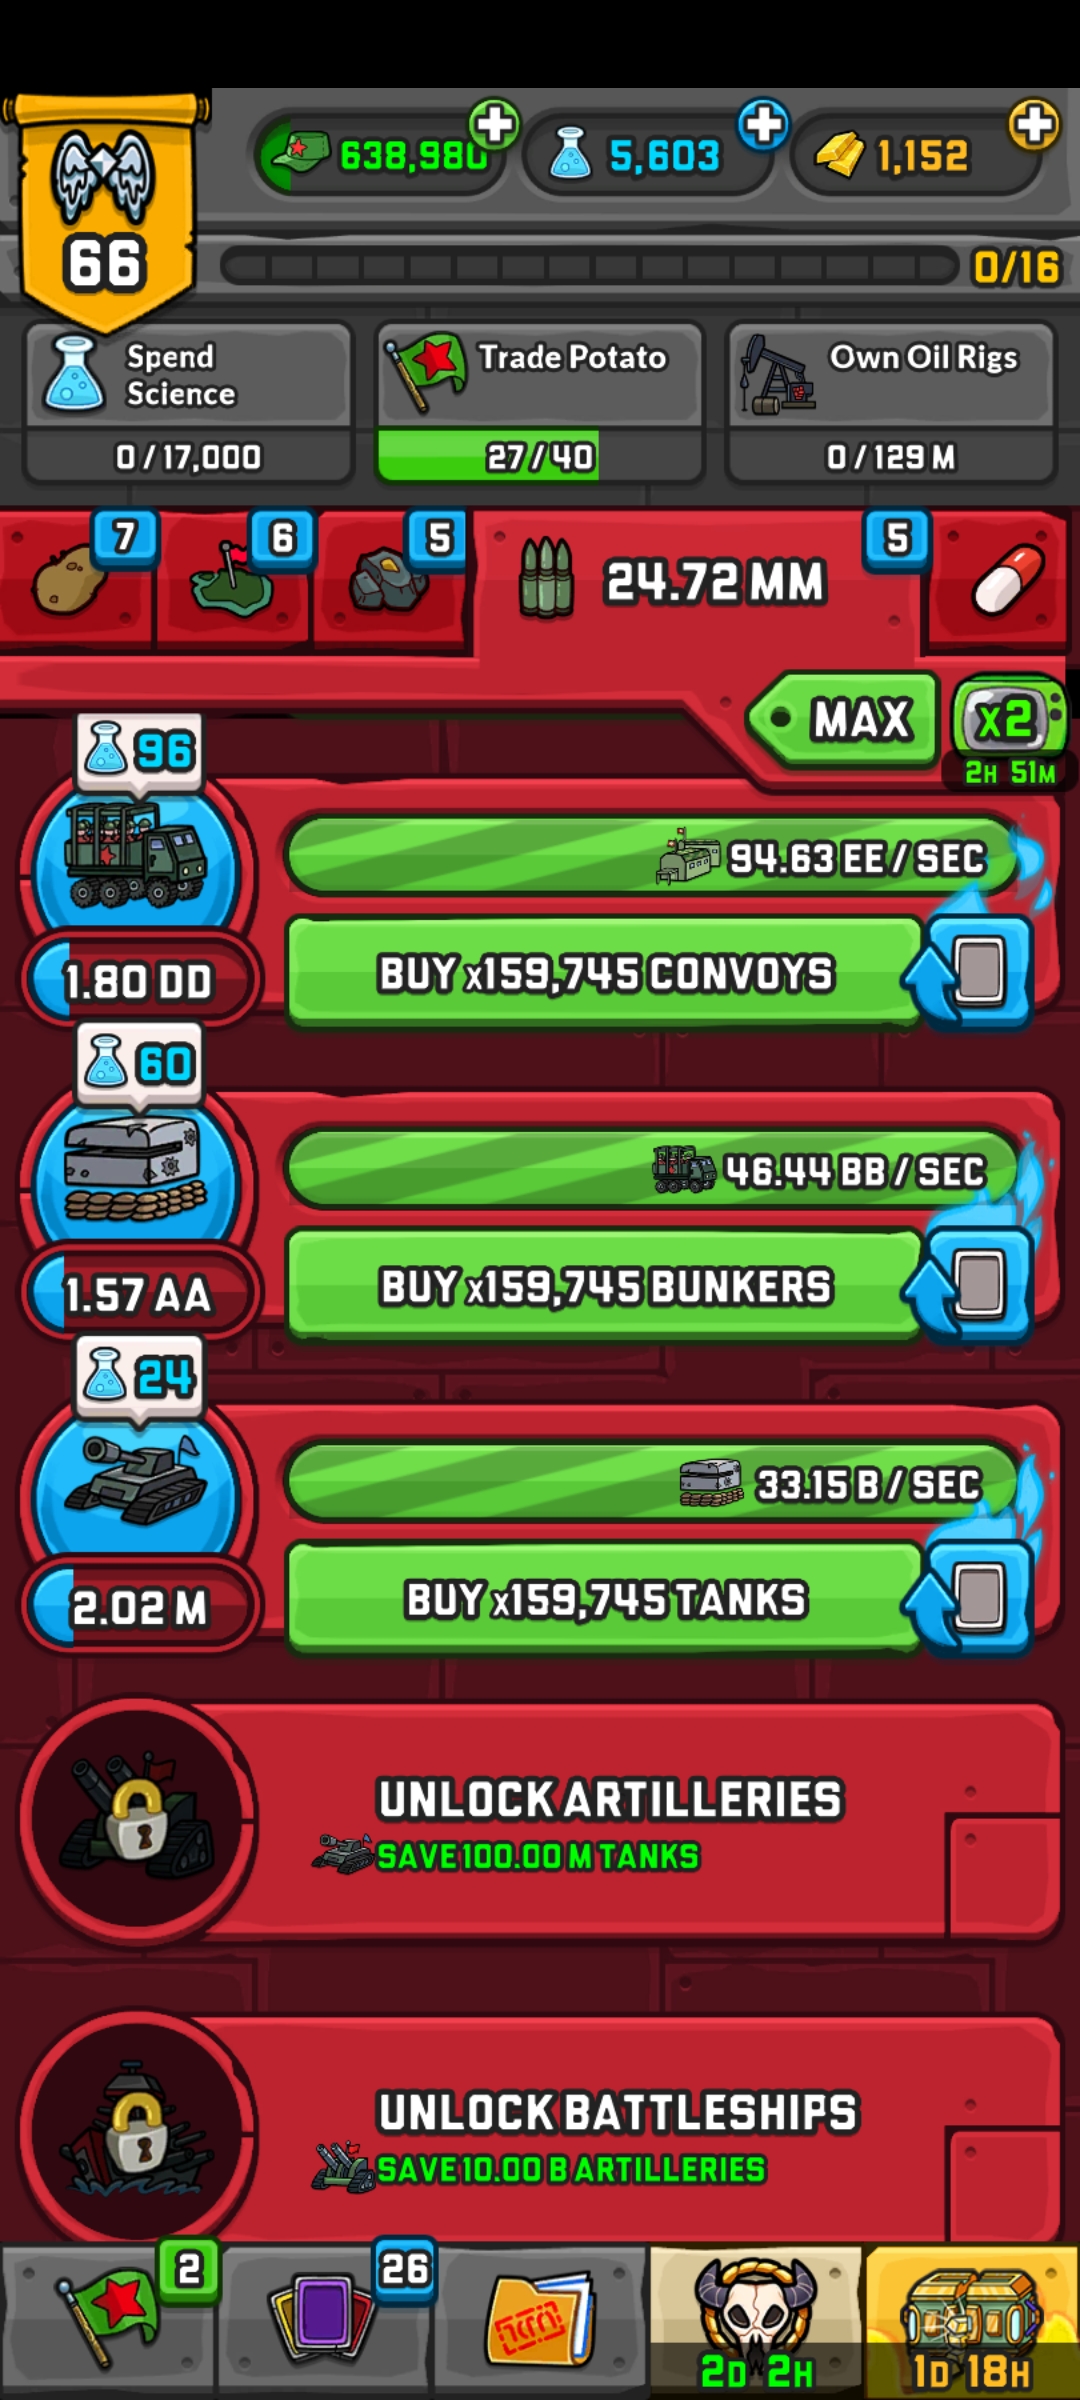 638,980
5,603
1,152
66
0/16
Spend
Science
0/17,000
Trade Potato
27/40
Own Oil Rigs
0/129 M
7
6
5
24.72 MM
5
MAX
x2
2H 51M
96
94.63 EE/SEC
1.80 DD
BUY x159,745 CONVOYS
60
46.44 BB/SEC
1.57 AA
BUY x159,745 BUNKERS
24
33.15 B/SEC
2.02 M
BUY x159,745 TANKS
UNLOCK ARTILLERIES
SAVE 100.00 M TANKS
UNLOCK BATTLESHIPS
SAVE 10.00 B ARTILLERIES
2
26
2D 2H
1D 18H